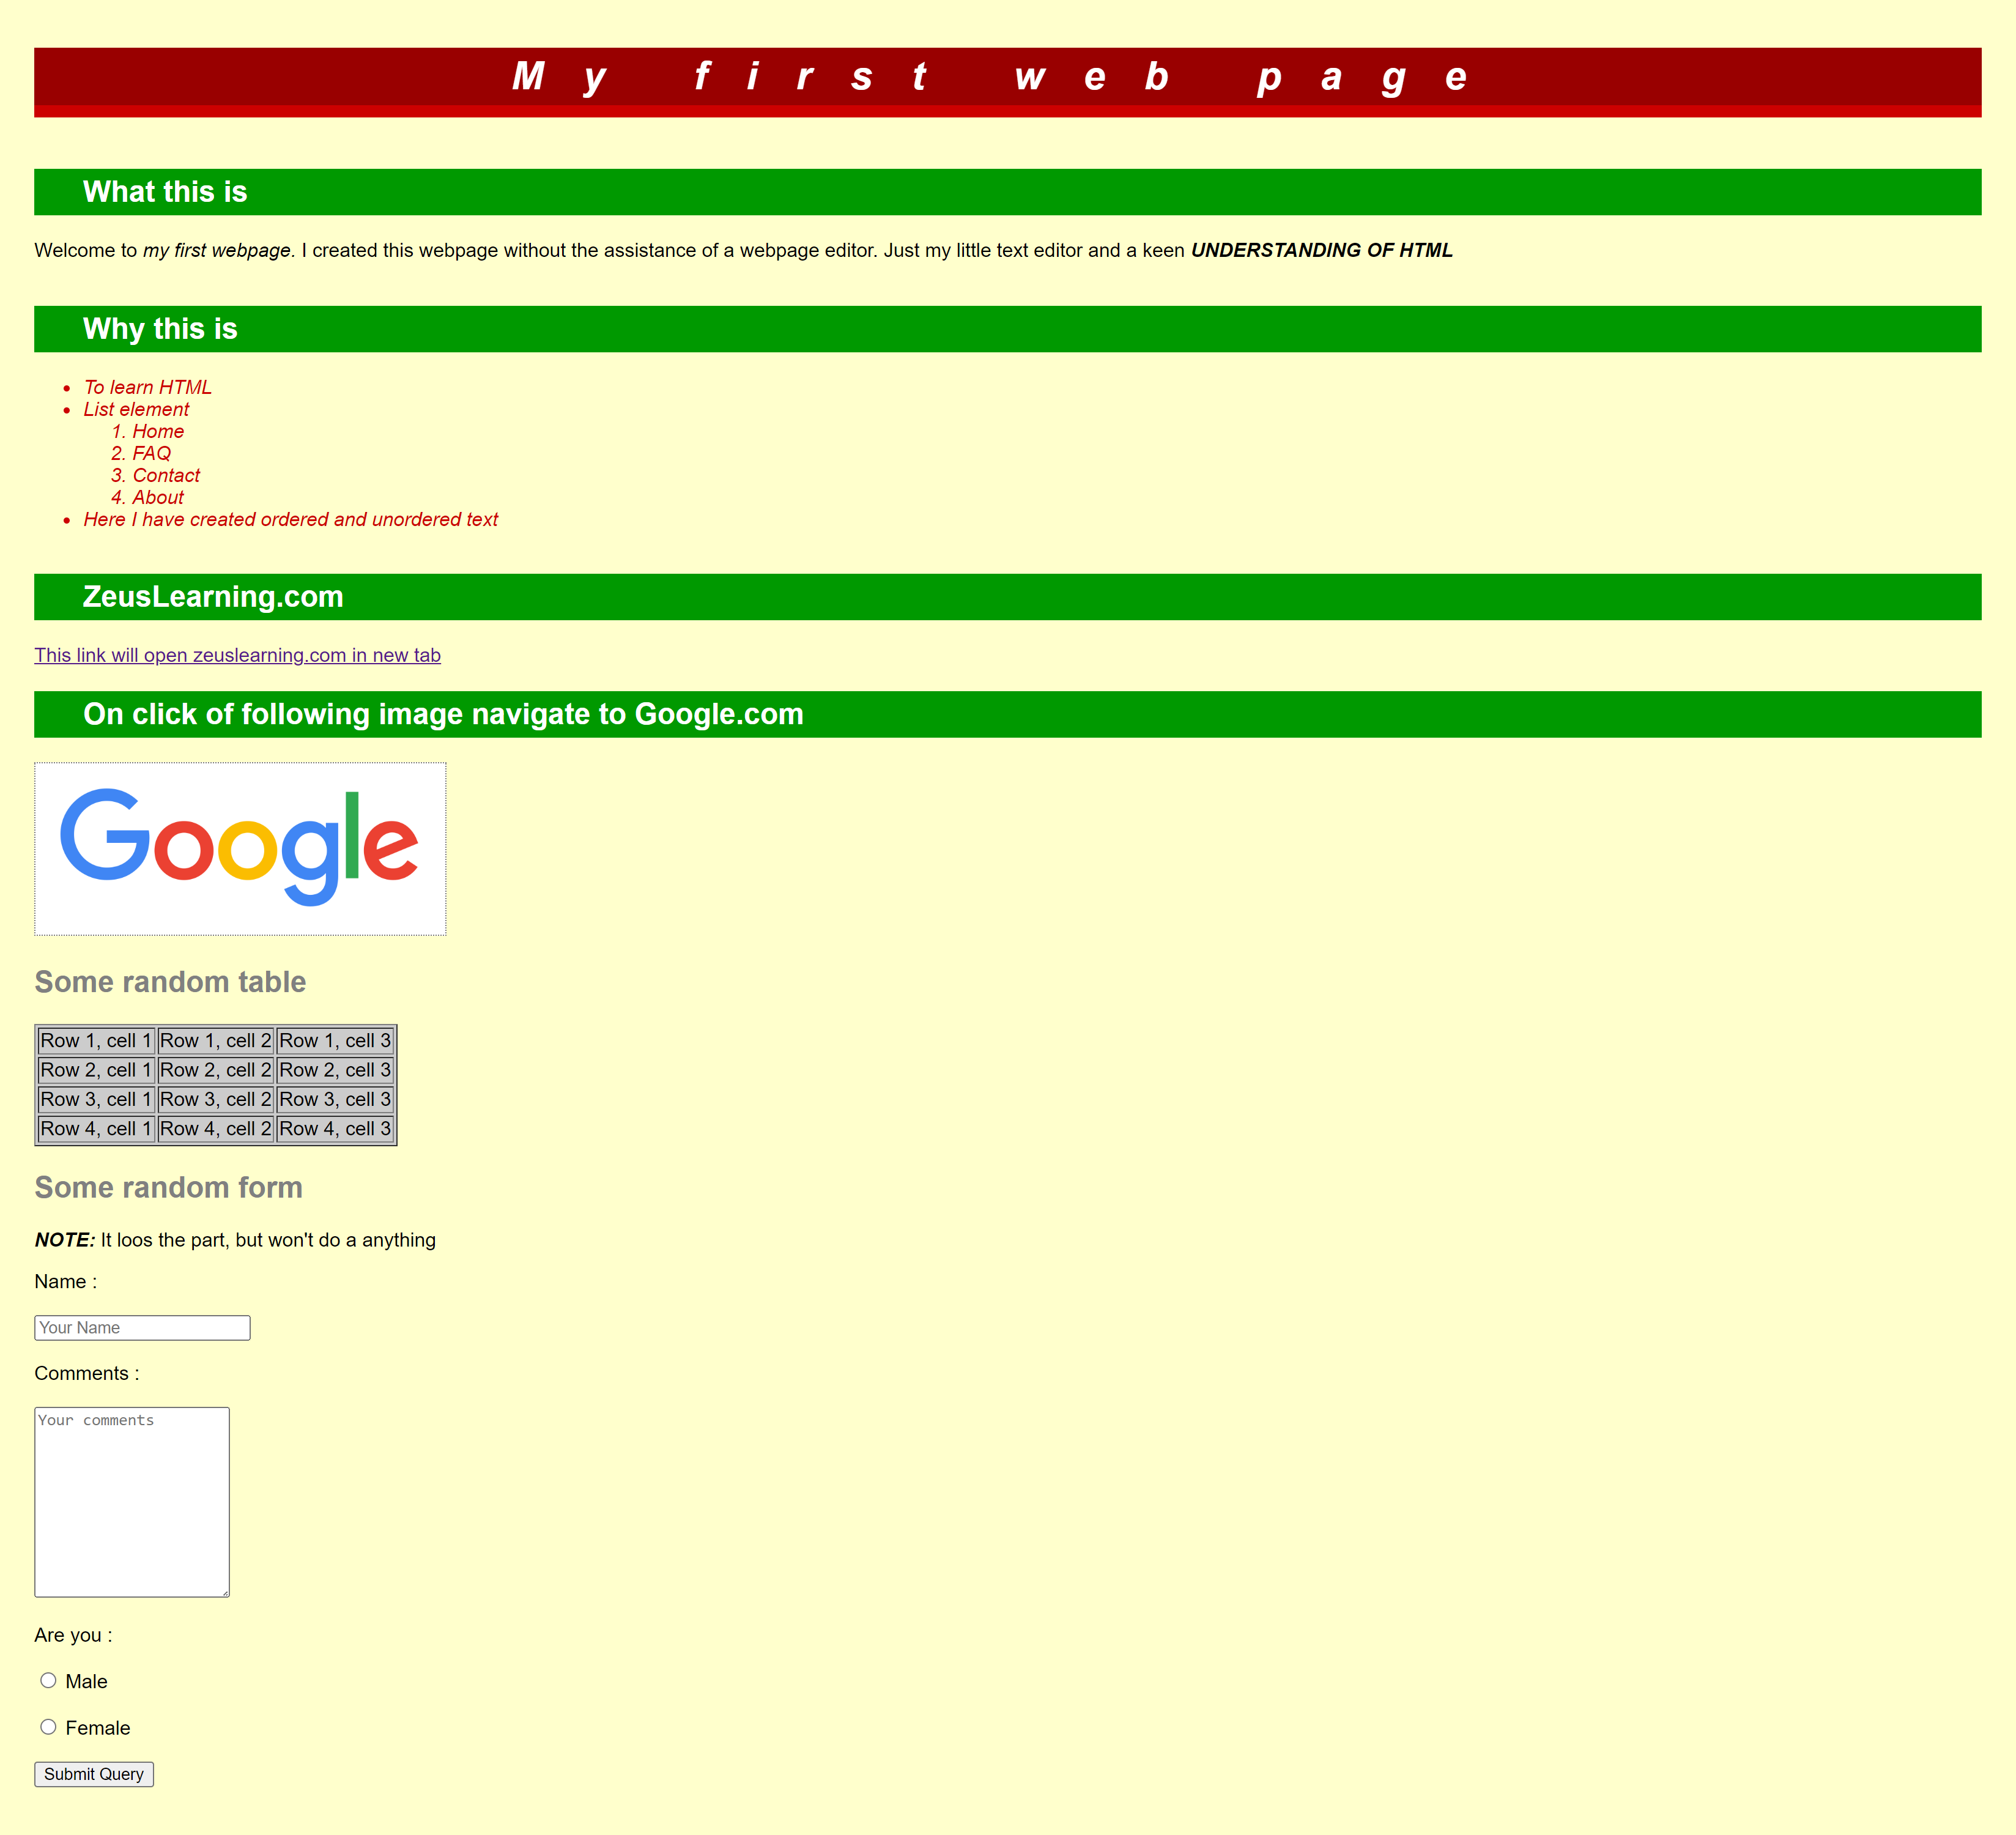 My first web page
What this is
Welcome to my first webpage. I created this webpage without the assistance of a webpage editor. Just my little text editor and a keen UNDERSTANDING OF HTML
Why this is
• To learn HTML
• List element
1. Home
2. FAQ
3. Contact
4. About
• Here I have created ordered and unordered text
ZeusLearning.com
This link will open zeuslearning.com in new tab
On click of following image navigate to Google.com
Google
Some random table
Row 1, cell 1 Row 1, cell 2 Row 1, cell 3
Row 2, cell 1 Row 2, cell 2 Row 2, cell 3
Row 3, cell 1 Row 3, cell 2 Row 3, cell 3
Row 4, cell 1 Row 4, cell 2 Row 4, cell 3
Some random form
NOTE: It loos the part, but won't do a anything
Name :
Your Name
Comments :
Your comments
Are you :
Male
Female
Submit Query